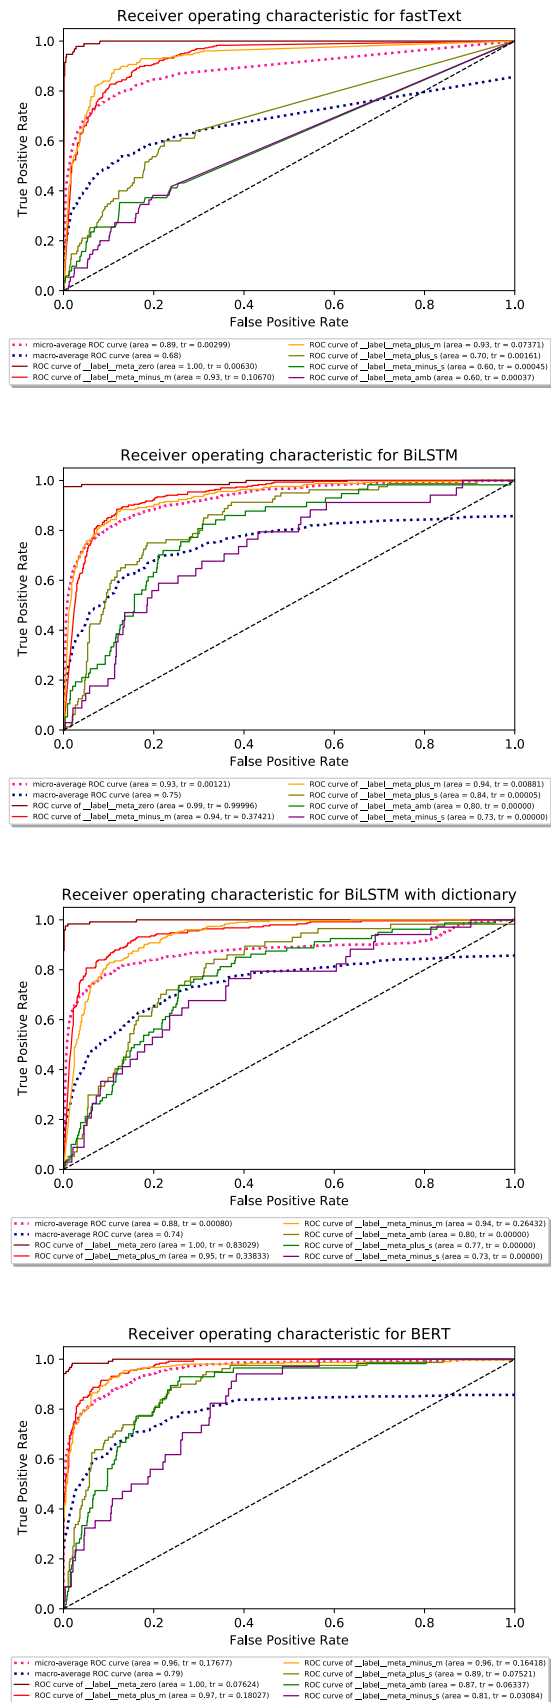 Receiver operating characteristic for fastText
1.0
0.8
0.6
0.4
0.2
0.0
True Positive Rate
0.0 0.2 0.4 0.6 0.8 1.0
False Positive Rate
micro-average ROC curve (area = 0.89, tr = 0.00299)
macro-average ROC curve (area = 0.68)
ROC curve of __label__meta_zero (area = 1.00, tr = 0.00630)
ROC curve of __label__meta_minus_m (area = 0.93, tr = 0.10670)
ROC curve of __label__meta_plus_m (area = 0.93, tr = 0.07371)
ROC curve of __label__meta_plus_s (area = 0.70, tr = 0.00161)
ROC curve of __label__meta_minus_s (area = 0.60, tr = 0.00045)
ROC curve of __label__meta_amb (area = 0.60, tr = 0.00037)
Receiver operating characteristic for BiLSTM
1.0
0.8
0.6
0.4
0.2
0.0
True Positive Rate
0.0 0.2 0.4 0.6 0.8 1.0
False Positive Rate
micro-average ROC curve (area = 0.93, tr = 0.00121)
macro-average ROC curve (area = 0.75)
ROC curve of __label__meta_zero (area = 0.99, tr = 0.99996)
ROC curve of __label__meta_minus_m (area = 0.94, tr = 0.37421)
ROC curve of __label__meta_plus_m (area = 0.94, tr = 0.00881)
ROC curve of __label__meta_plus_s (area = 0.84, tr = 0.00005)
ROC curve of __label__meta_amb (area = 0.80, tr = 0.00000)
ROC curve of __label__meta_minus_s (area = 0.73, tr = 0.00000)
Receiver operating characteristic for BiLSTM with dictionary
1.0
0.8
0.6
0.4
0.2
0.0
True Positive Rate
0.0 0.2 0.4 0.6 0.8 1.0
False Positive Rate
micro-average ROC curve (area = 0.88, tr = 0.00080)
macro-average ROC curve (area = 0.74)
ROC curve of __label__meta_zero (area = 1.00, tr = 0.83029)
ROC curve of __label__meta_plus_m (area = 0.95, tr = 0.33833)
ROC curve of __label__meta_minus_m (area = 0.94, tr = 0.26432)
ROC curve of __label__meta_amb (area = 0.80, tr = 0.00000)
ROC curve of __label__meta_plus_s (area = 0.77, tr = 0.00000)
ROC curve of __label__meta_minus_s (area = 0.73, tr = 0.00000)
Receiver operating characteristic for BERT
1.0
0.8
0.6
0.4
0.2
0.0
True Positive Rate
0.0 0.2 0.4 0.6 0.8 1.0
False Positive Rate
micro-average ROC curve (area = 0.96, tr = 0.17677)
macro-average ROC curve (area = 0.79)
ROC curve of __label__meta_zero (area = 1.00, tr = 0.07624)
ROC curve of __label__meta_plus_m (area = 0.97, tr = 0.18027)
ROC curve of __label__meta_minus_m (area = 0.96, tr = 0.16418)
ROC curve of __label__meta_plus_s (area = 0.89, tr = 0.07521)
ROC curve of __label__meta_amb (area = 0.87, tr = 0.06337)
ROC curve of __label__meta_minus_s (area = 0.81, tr = 0.03084)